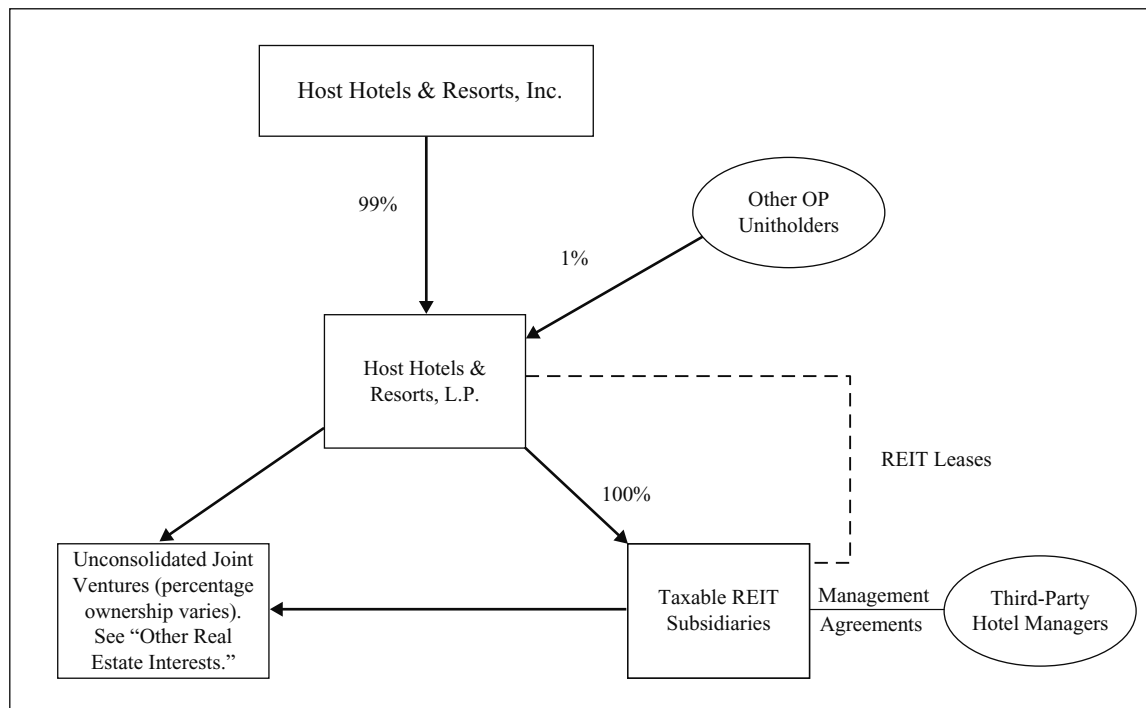 Host Hotels & Resorts, Inc.
99%
Other OP
Unitholders
1%
Host Hotels &
Resorts, L.P.
REIT Leases
100%
Unconsolidated Joint
Ventures (percentage
ownership varies).
See “Other Real
Estate Interests.”
Taxable REIT
Subsidiaries
Management
Agreements
Third-Party
Hotel Managers